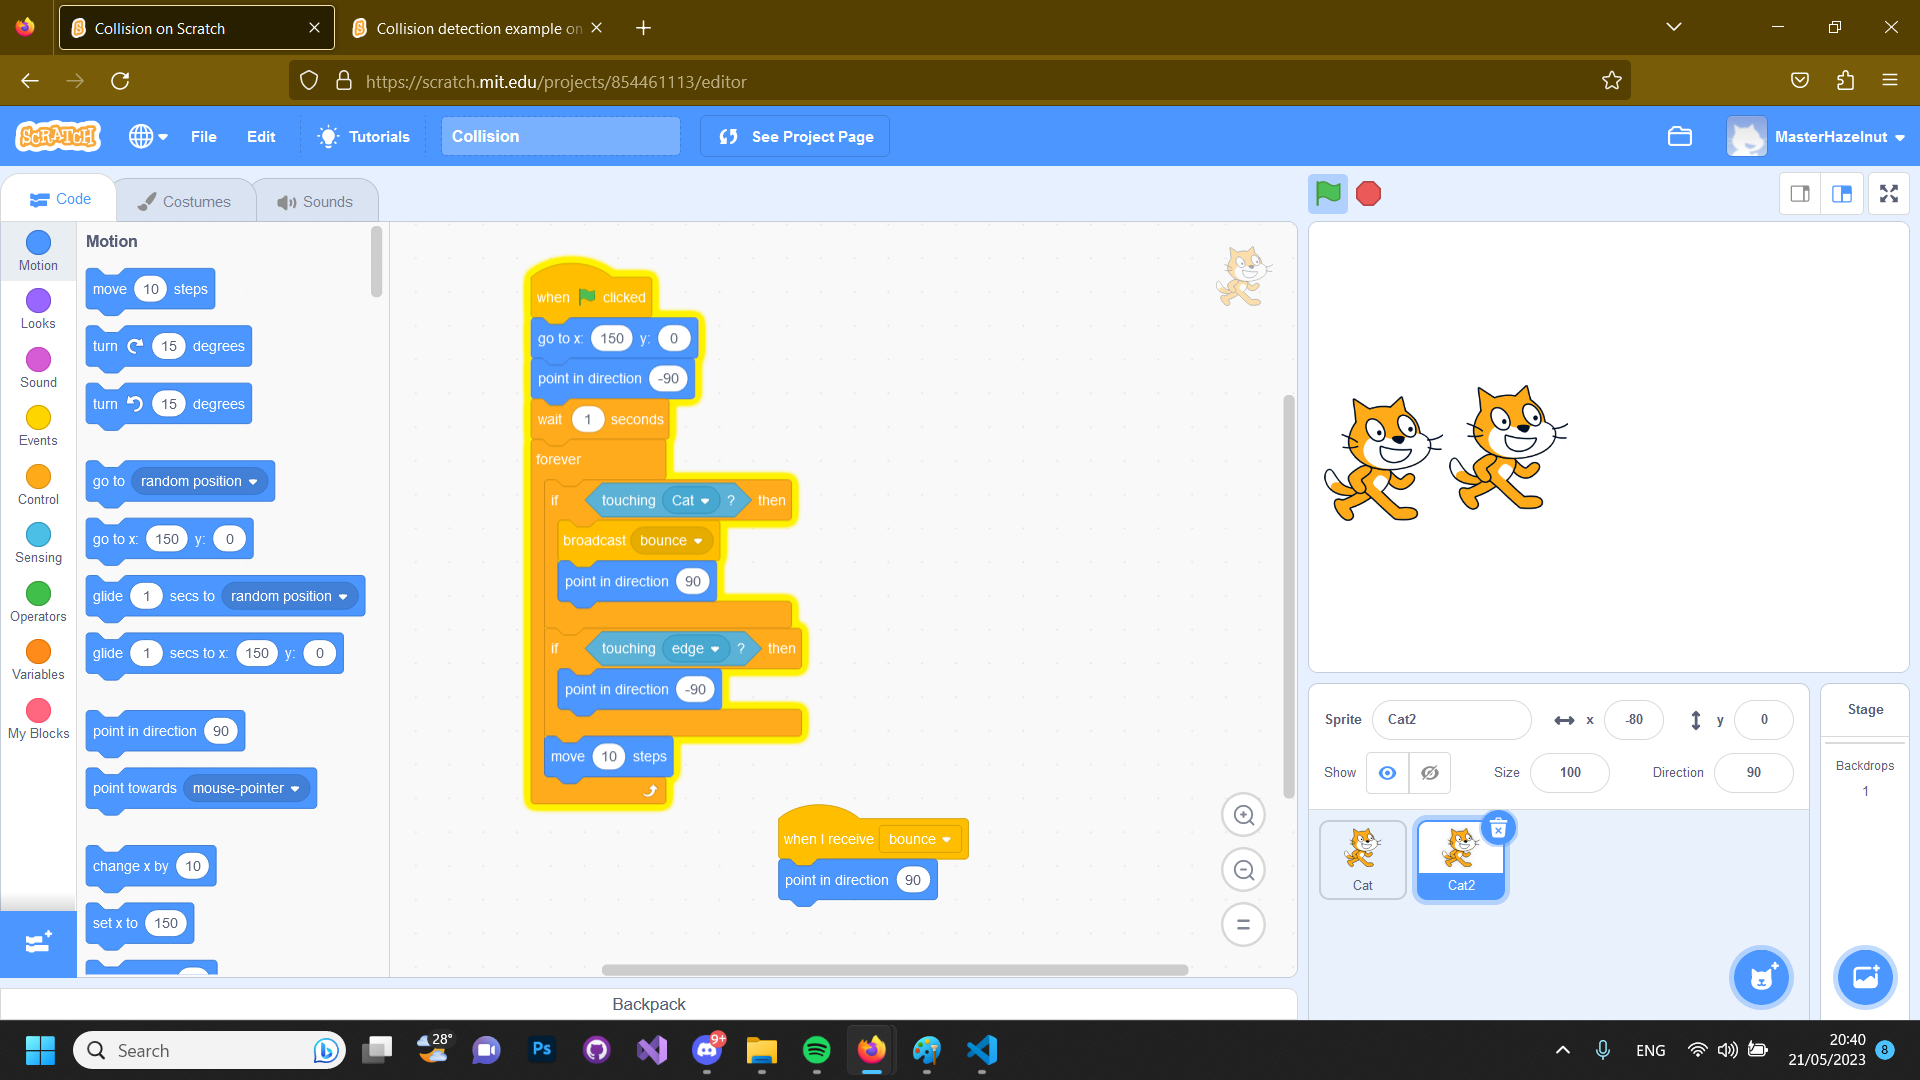 Collision on Scratch
Collision detection example on
https://scratch.mit.edu/projects/854461113/editor
SCRATCH
File
Edit
Tutorials
Collision
See Project Page
MasterHazelnut
Code
Costumes
Sounds
Motion
Looks
Sound
Events
Control
Sensing
Operators
Variables
My Blocks
Motion
move 10 steps
turn 15 degrees
turn 15 degrees
go to random position
go to x: 150 y: 0
glide 1 secs to random position
glide 1 secs to x: 150 y: 0
point in direction 90
point towards mouse-pointer
change x by 10
set x to 150
when clicked
go to x: 150 y: 0
point in direction -90
wait 1 seconds
forever
if touching Cat ? then
broadcast bounce
point in direction 90
if touching edge ? then
point in direction -90
move 10 steps
when I receive bounce
point in direction 90
Sprite Cat2 x -80 y 0
Show Size 100 Direction 90
Cat
Cat2
Stage
Backdrops
1
Backpack
Search
28°
Ps
9+
ENG
20:40
21/05/2023
8